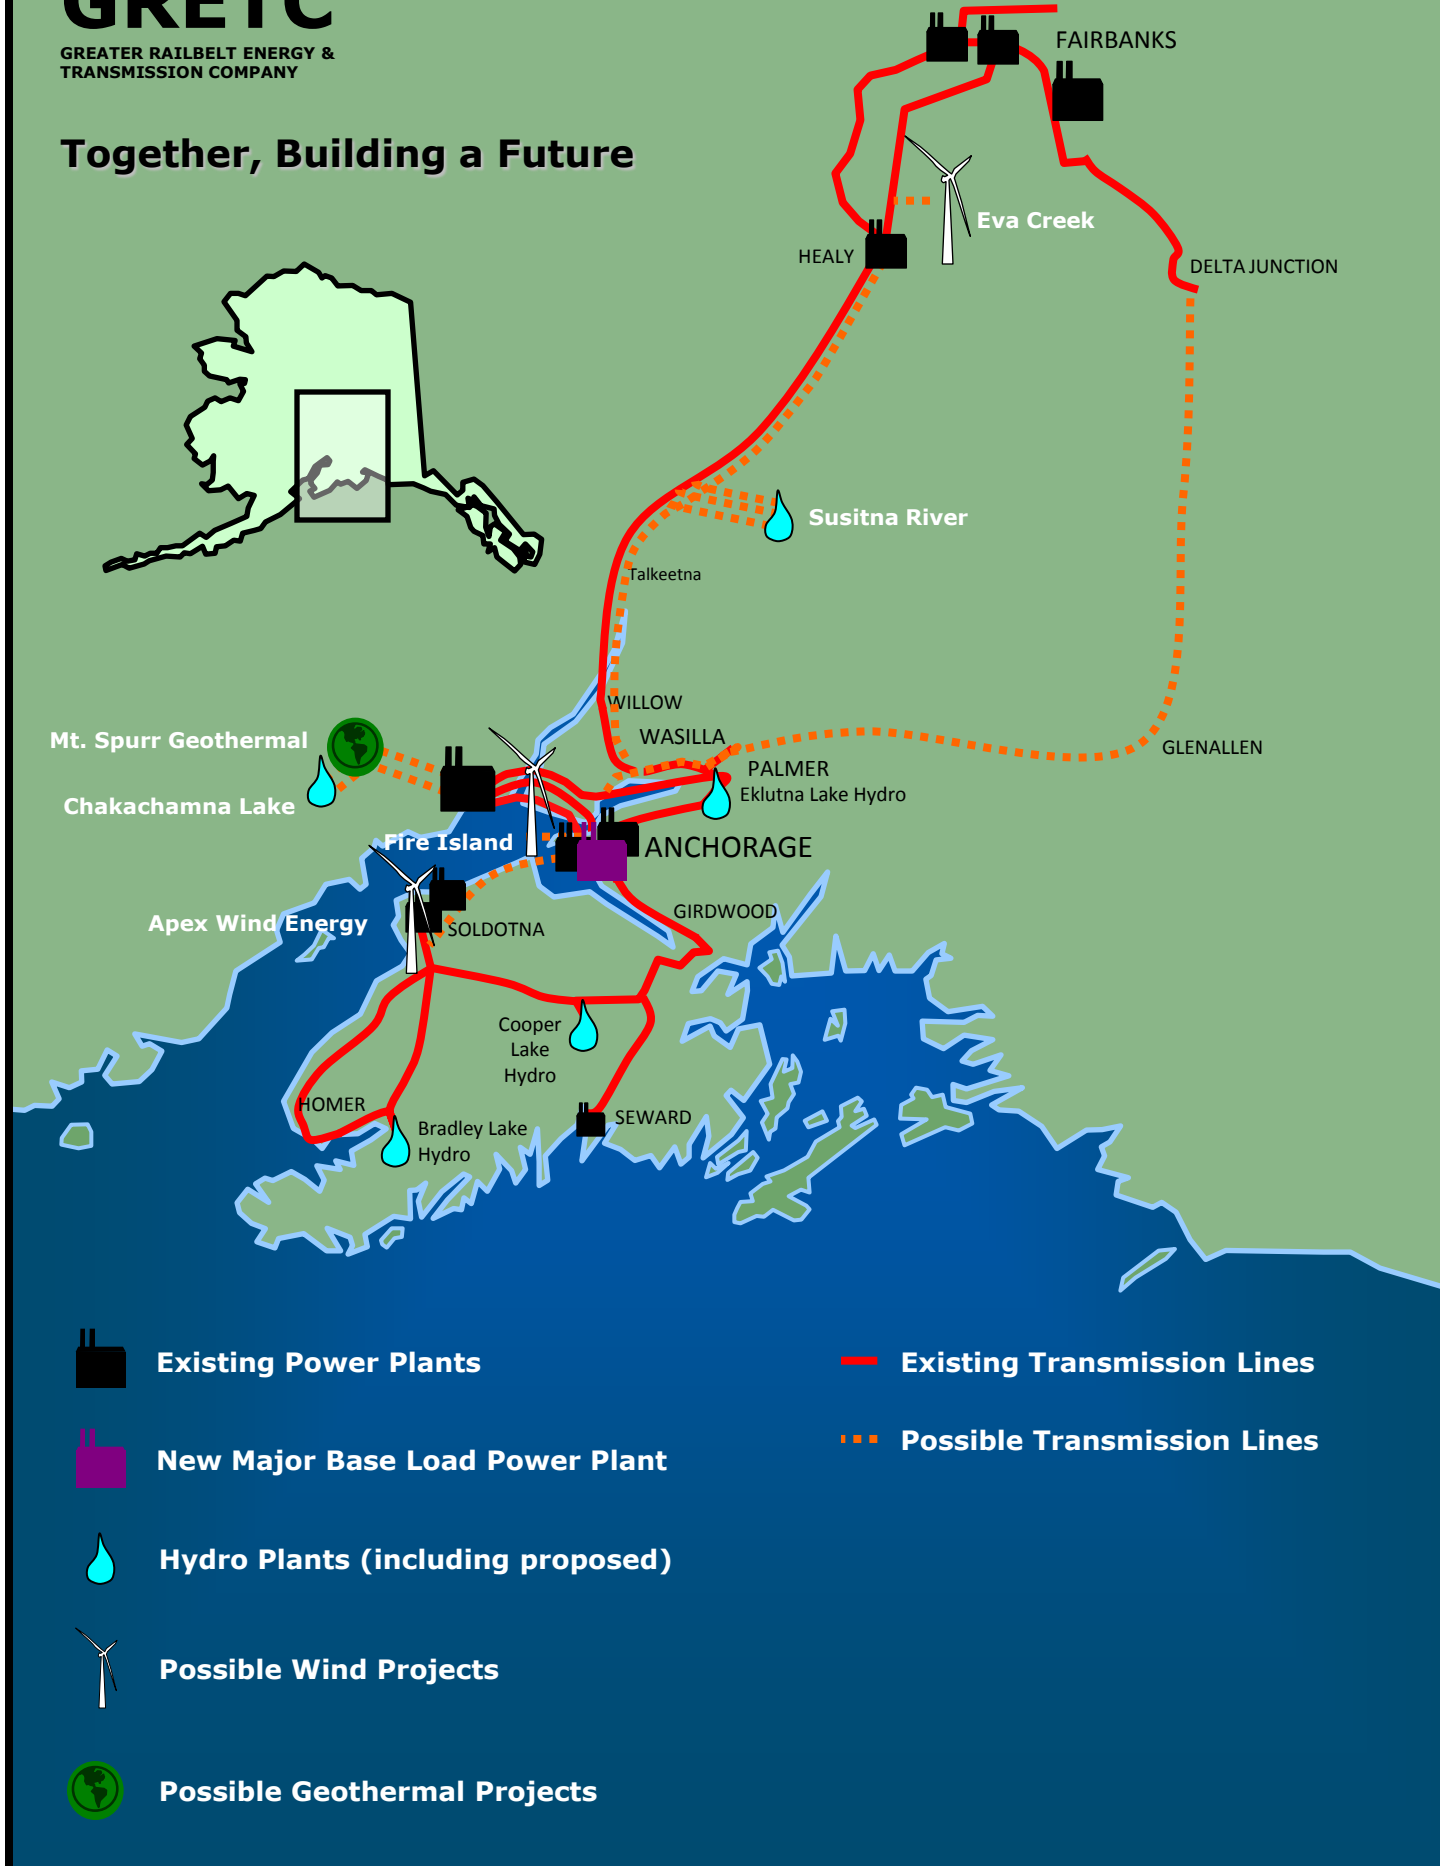 GRETC
GREATER RAILBELT ENERGY &
TRANSMISSION COMPANY
Together, Building a Future
FAIRBANKS
Eva Creek
HEALY
DELTA JUNCTION
Susitna River
Talkeetna
WILLOW
WASILLA
Mt. Spurr Geothermal
GLENALLEN
PALMER
Eklutna Lake Hydro
Chakachamna Lake
Fire Island
ANCHORAGE
GIRDWOOD
Apex Wind Energy
SOLDOTNA
Cooper
Lake
Hydro
HOMER
SEWARD
Bradley Lake
Hydro
Existing Power Plants
Existing Transmission Lines
New Major Base Load Power Plant
Possible Transmission Lines
Hydro Plants (including proposed)
Possible Wind Projects
Possible Geothermal Projects